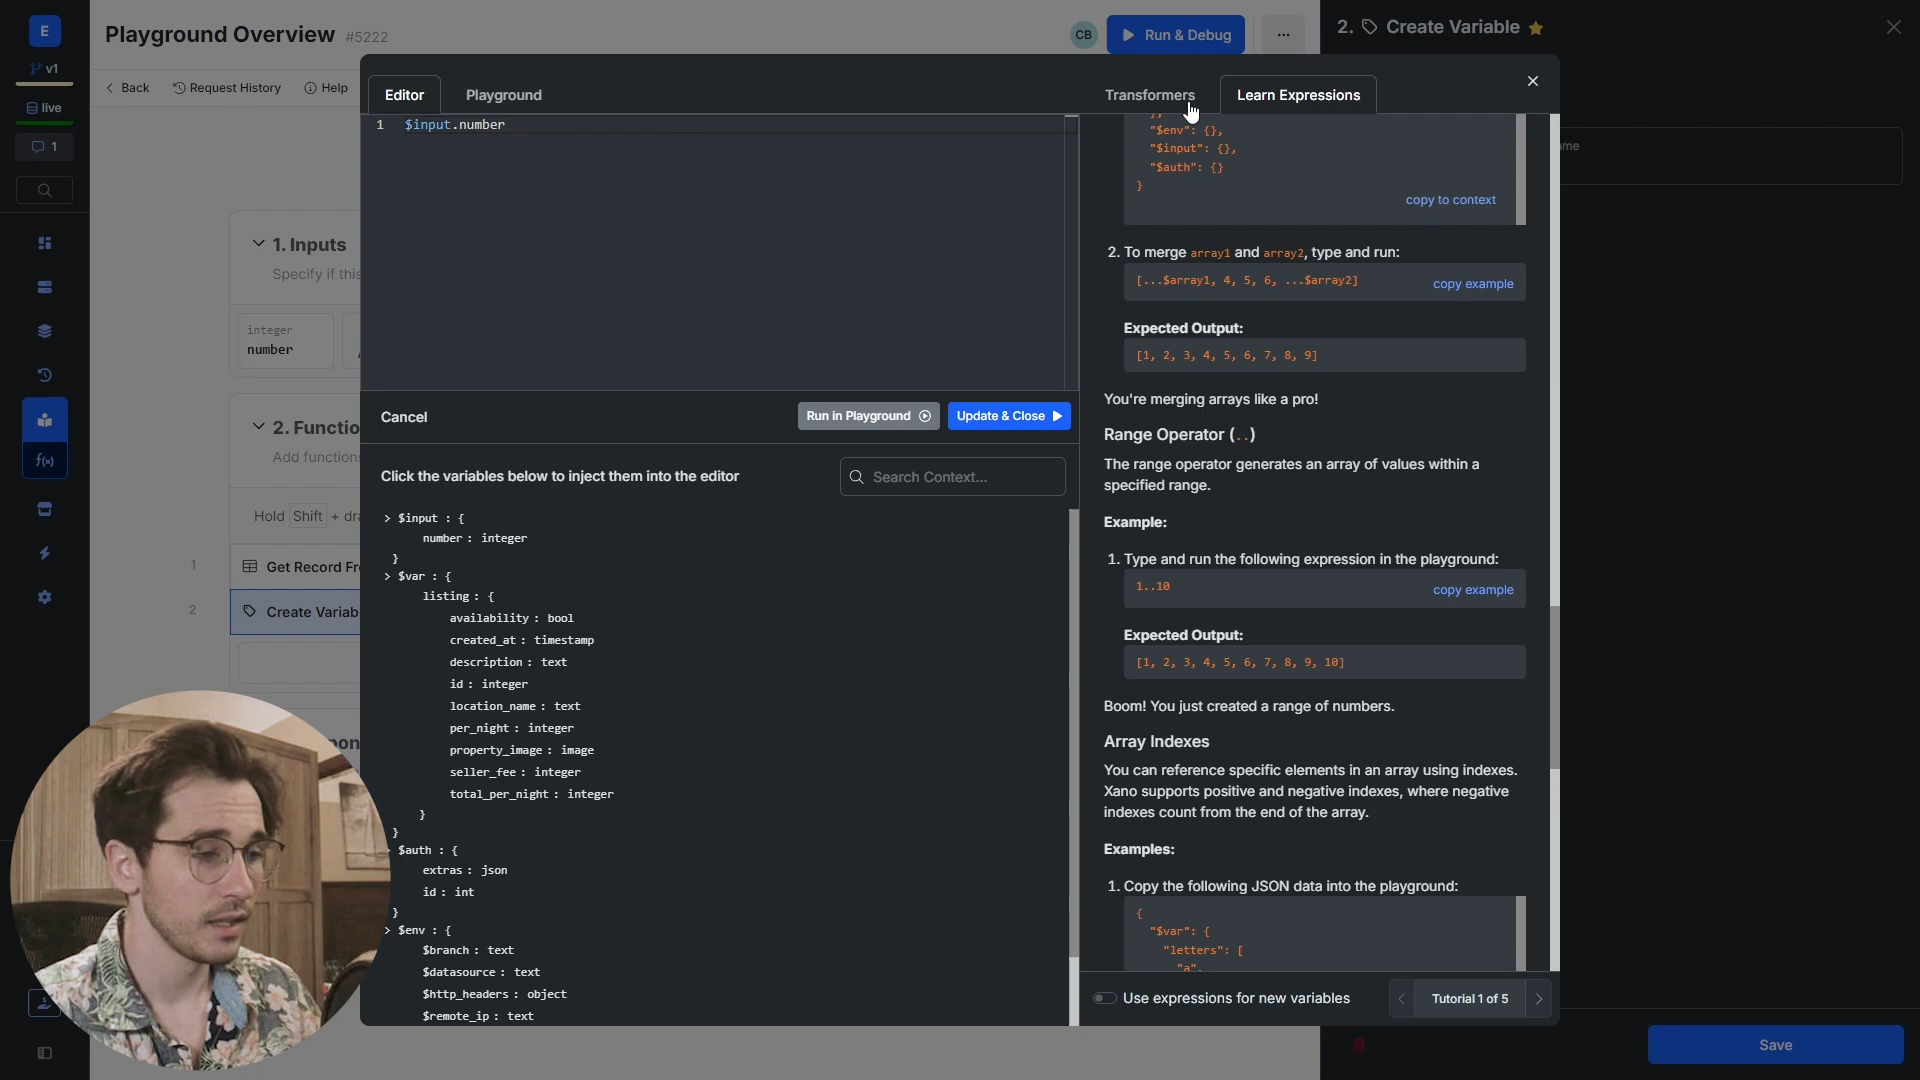 E
Playground Overview #5222
CB
Run & Debug
...
2. Create Variable
v1
Back
Request History
Help
live
1
Editor
Playground
Transformers
Learn Expressions
1 $input.number
"$env": {},
"$input": {},
"$auth": {}
}
copy to context
1. Inputs
Specify if this
integer
number
2. To merge array1 and array2, type and run:
[...$array1, 4, 5, 6, ...$array2]
copy example
Expected Output:
[1, 2, 3, 4, 5, 6, 7, 8, 9]
You're merging arrays like a pro!
Cancel
Run in Playground
Update & Close
2. Functio
Add functions
Range Operator (..)
The range operator generates an array of values within a
specified range.
Click the variables below to inject them into the editor
Search Context...
Hold Shift + dra
Example:
1. Type and run the following expression in the playground:
1..10
copy example
Expected Output:
[1, 2, 3, 4, 5, 6, 7, 8, 9, 10]
Boom! You just created a range of numbers.
1 Get Record Fr
2 Create Variab
> $input : {
number : integer
}
> $var : {
listing : {
availability : bool
created_at : timestamp
description : text
id : integer
location_name : text
per_night : integer
property_image : image
seller_fee : integer
total_per_night : integer
}
}
$auth : {
extras : json
id : int
}
> $env : {
$branch : text
$datasource : text
$http_headers : object
$remote_ip : text
Array Indexes
You can reference specific elements in an array using indexes.
Xano supports positive and negative indexes, where negative
indexes count from the end of the array.
Examples:
1. Copy the following JSON data into the playground:
{
"$var": {
"letters": [
"a",
Use expressions for new variables
Tutorial 1 of 5
Save